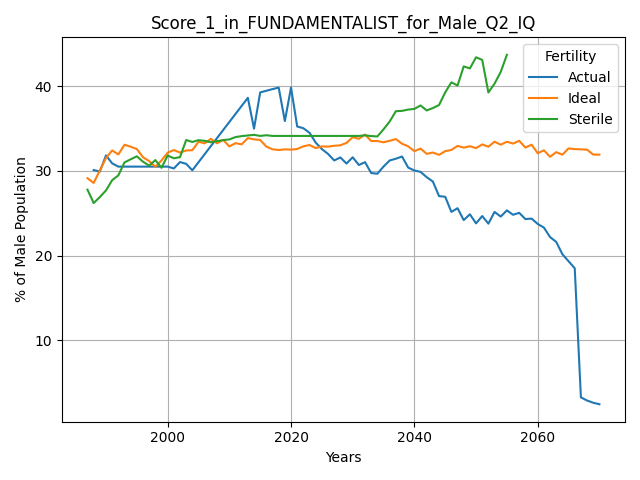 Score_1_in_FUNDAMENTALIST_for_Male_Q2_IQ
Fertility
Actual
Ideal
Sterile
% of Male Population
40
30
20
10
2000
2020
2040
2060
Years